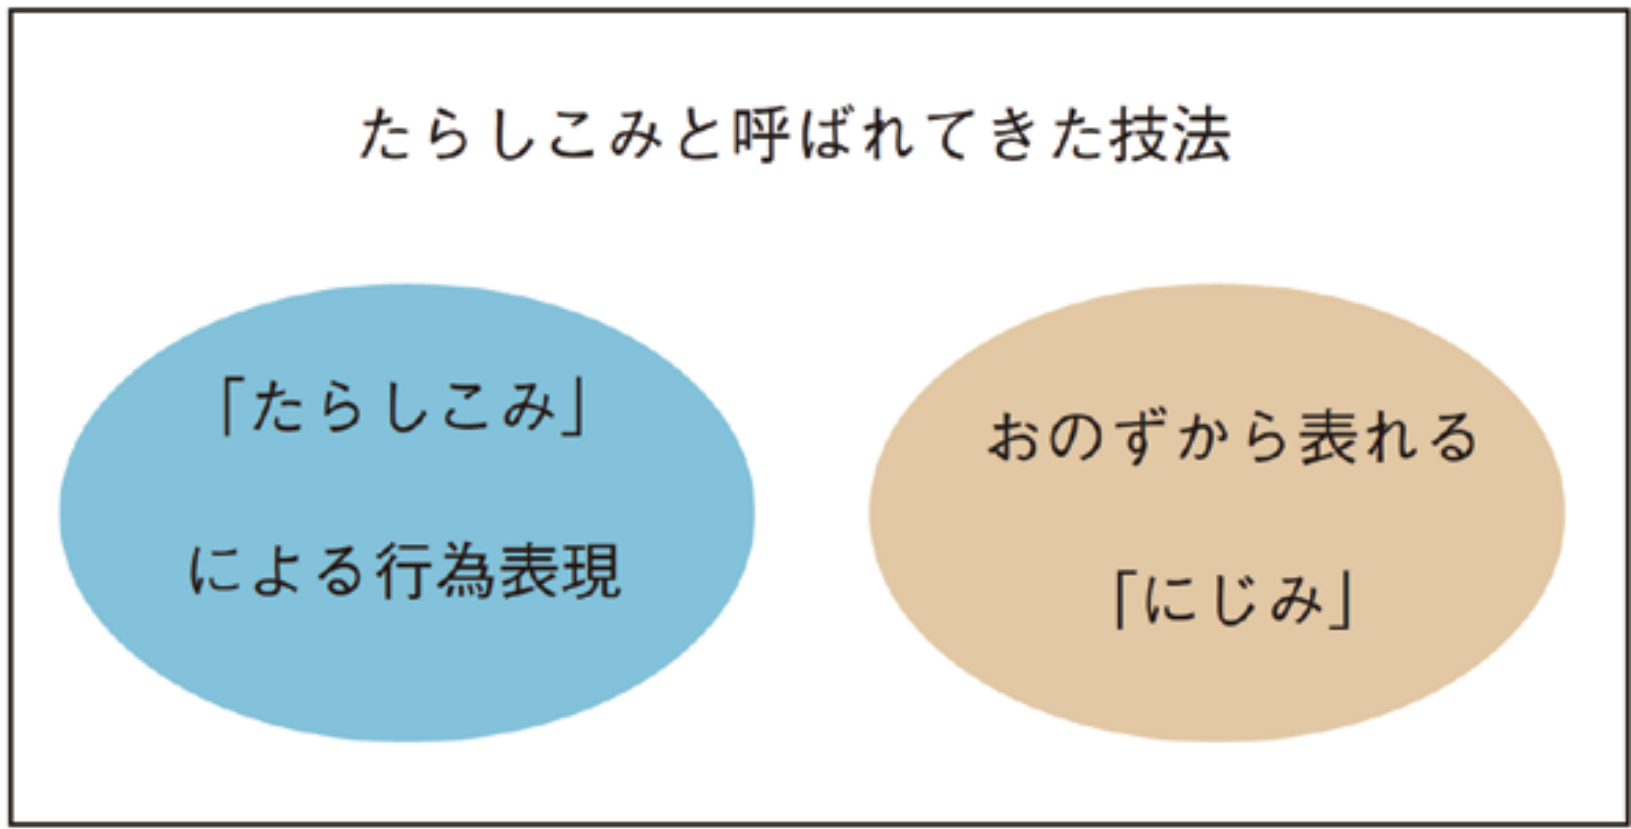 たらしこみと呼ばれてきた技法
「たらしこみ」
による行為表現
おのずから表れる
「にじみ」